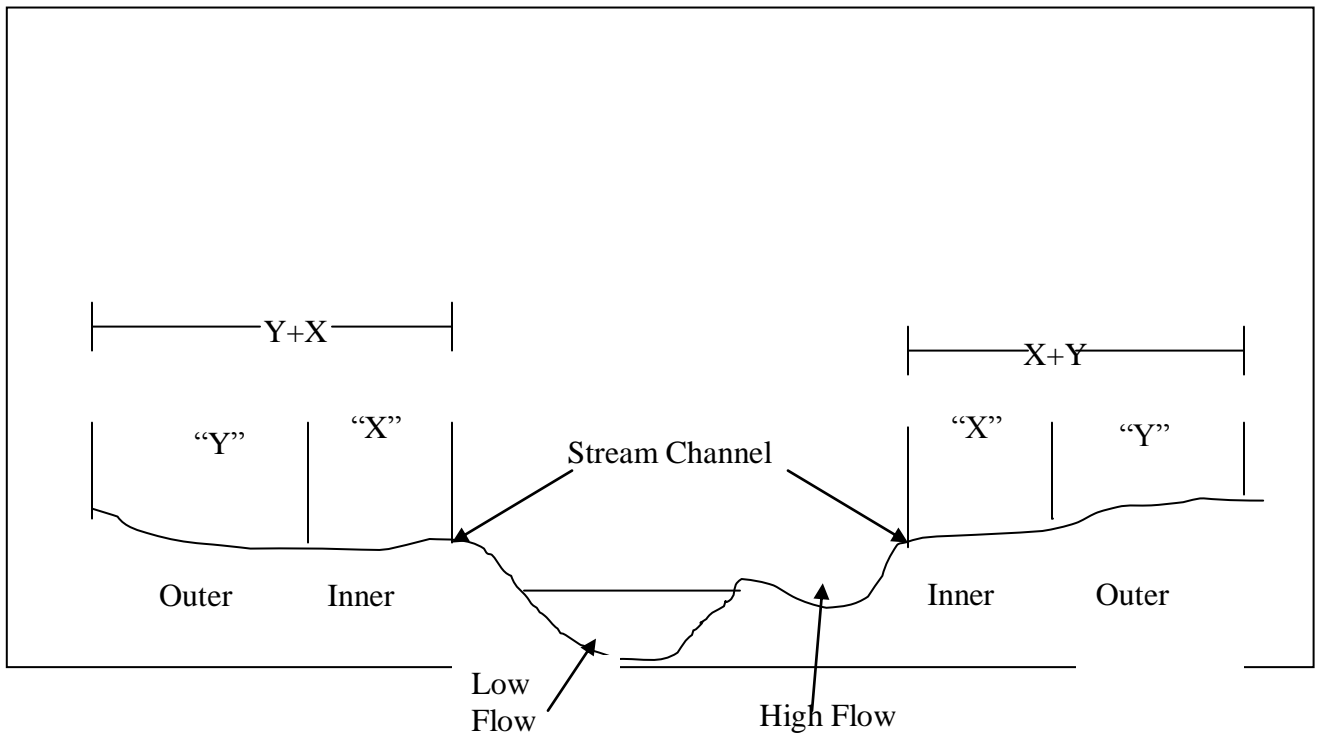 Y+X
X+Y
“Y”
“X”
“X”
“Y”
Stream Channel
Outer
Inner
Inner
Outer
Low
Flow
High Flow